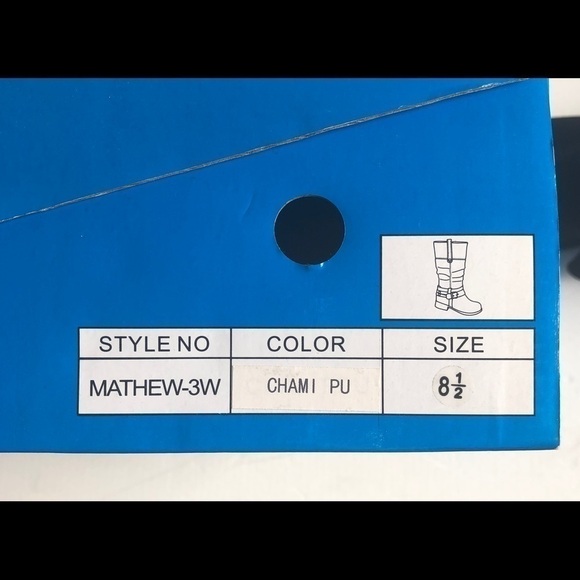 STYLE NO COLOR SIZE
MATHEW-3W CHAMI PU 8½